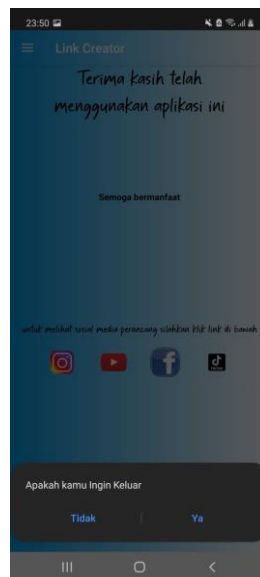 23:50
Link Creator
Terima kasih telah
menggunakan aplikasi ini
Semoga bermanfaat
untuk melihat social media perancang silahkan klik link di bawah
TikTok
Apakah kamu Ingin Keluar
Tidak
Ya